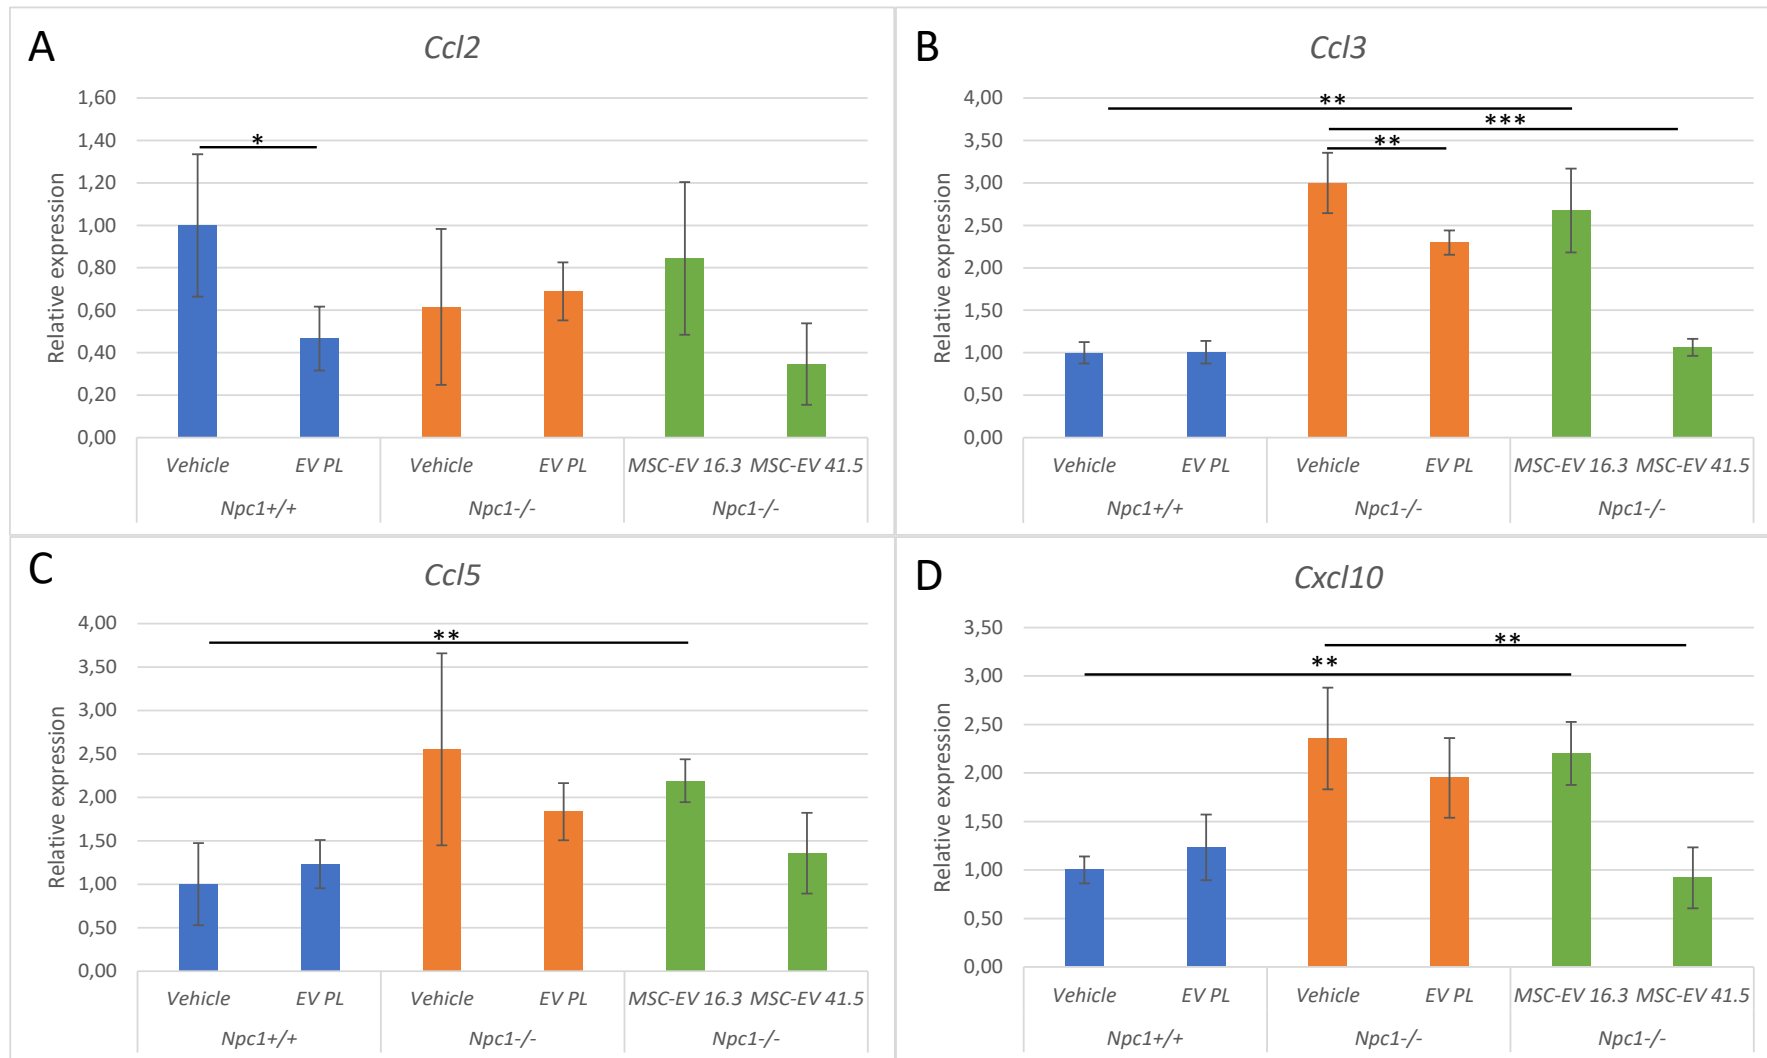 A
Ccl2
Relative expression
1,60
1,40
1,20
1,00
0,80
0,60
0,40
0,20
0,00
*
Vehicle EV PL Vehicle EV PL MSC-EV 16.3 MSC-EV 41.5
Npc1+/+ Npc1-/- Npc1-/-
B
Ccl3
Relative expression
4,00
3,50
3,00
2,50
2,00
1,50
1,00
0,50
0,00
**
***
**
Vehicle EV PL Vehicle EV PL MSC-EV 16.3 MSC-EV 41.5
Npc1+/+ Npc1-/- Npc1-/-
C
Ccl5
Relative expression
4,00
3,50
3,00
2,50
2,00
1,50
1,00
0,50
0,00
**
Vehicle EV PL Vehicle EV PL MSC-EV 16.3 MSC-EV 41.5
Npc1+/+ Npc1-/- Npc1-/-
D
Cxcl10
Relative expression
3,50
3,00
2,50
2,00
1,50
1,00
0,50
0,00
**
**
Vehicle EV PL Vehicle EV PL MSC-EV 16.3 MSC-EV 41.5
Npc1+/+ Npc1-/- Npc1-/-